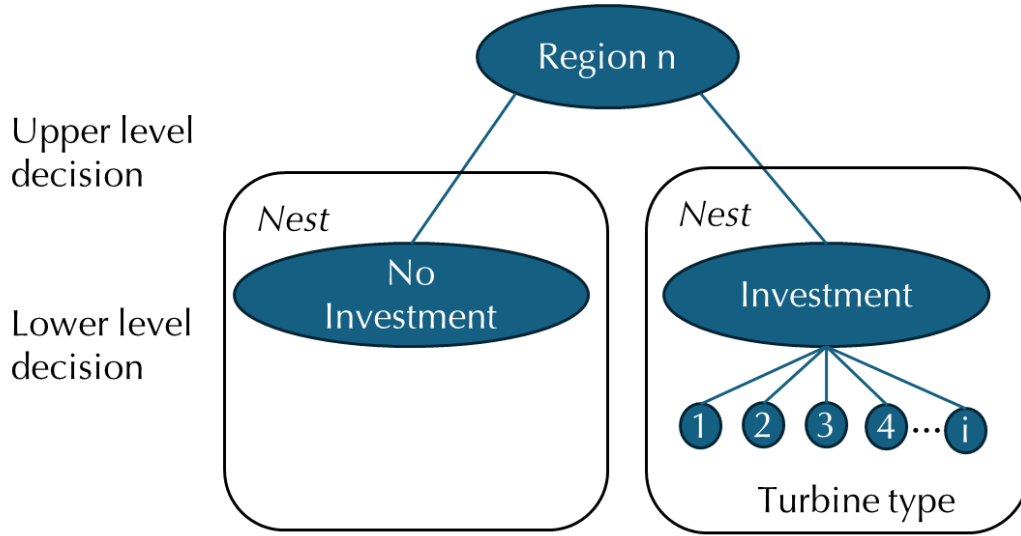 Region n
Upper level
decision
Nest
Nest
No
Investment
Investment
Lower level
decision
1 2 3 4 ... i
Turbine type